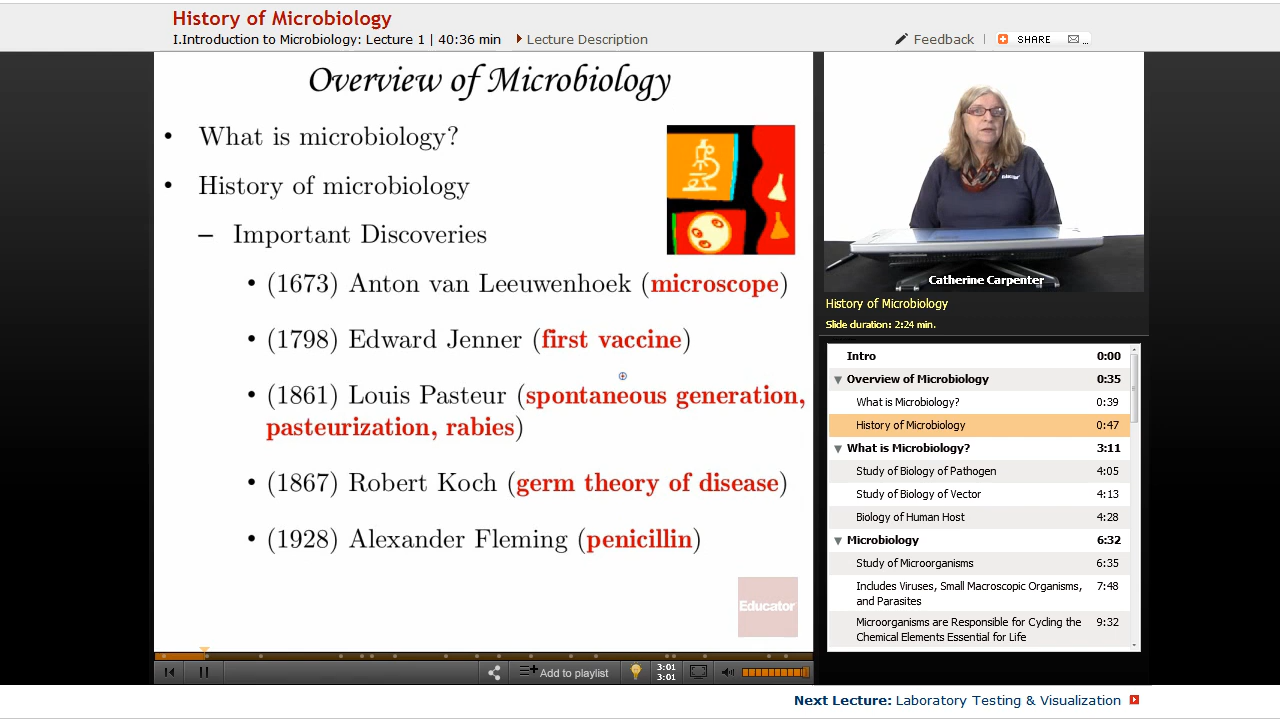 History of Microbiology
I.Introduction to Microbiology: Lecture 1 | 40:36 min
Lecture Description
Feedback
SHARE
...
Overview of Microbiology
• What is microbiology?
• History of microbiology
– Important Discoveries
• (1673) Anton van Leeuwenhoek (microscope)
• (1798) Edward Jenner (first vaccine)
• (1861) Louis Pasteur (spontaneous generation,
pasteurization, rabies)
• (1867) Robert Koch (germ theory of disease)
• (1928) Alexander Fleming (penicillin)
Educator
Catherine Carpenter
History of Microbiology
Slide duration: 2:24 min.
Intro 0:00
Overview of Microbiology 0:35
What is Microbiology? 0:39
History of Microbiology 0:47
What is Microbiology? 3:11
Study of Biology of Pathogen 4:05
Study of Biology of Vector 4:13
Biology of Human Host 4:28
Microbiology 6:32
Study of Microorganisms 6:35
Includes Viruses, Small Macroscopic Organisms, 7:48
and Parasites
Microorganisms are Responsible for Cycling the 9:32
Chemical Elements Essential for Life
Add to playlist
3:01
3:01
Next Lecture: Laboratory Testing & Visualization